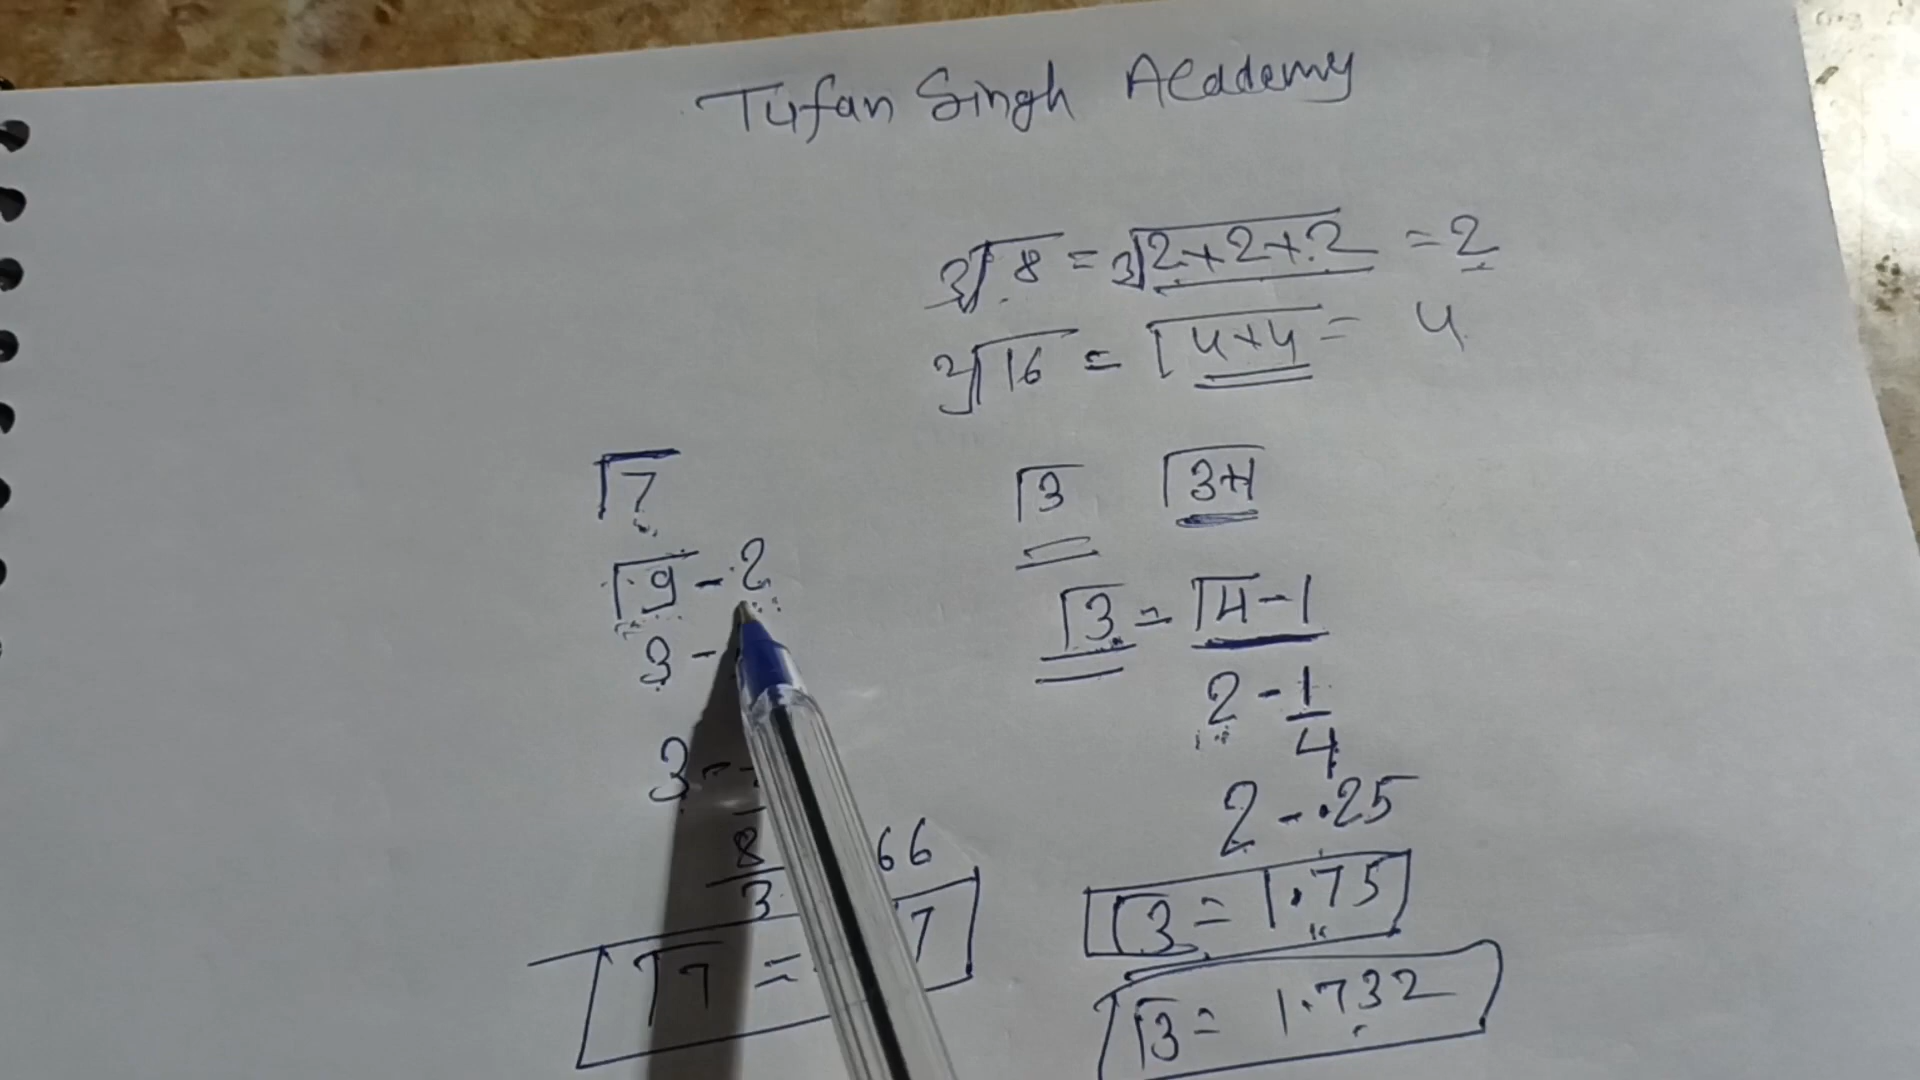 Tufan Singh Academy
3√8 = 3√2+2+2 = 2
2√16 = √4+4 = 4
√7
√9 - 2
3 -
3 -
8
3
66
√7 = 7
√3 √3+1
√3 = √4-1
2 - 1/4
2 - .25
√3 = 1.75
√3 = 1.732